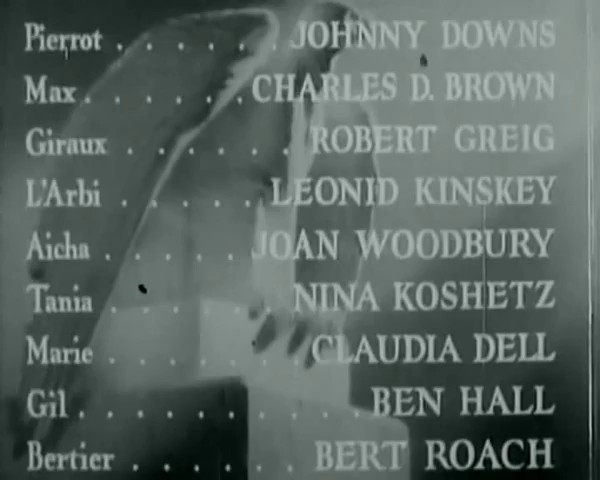 Pierrot . . . . . . JOHNNY DOWNS
Max . . . . . . CHARLES D. BROWN
Giraux . . . . . . ROBERT GREIG
L'Arbi . . . . . LEONID KINSKEY
Aicha . . . . . JOAN WOODBURY
Tania . . . . . . NINA KOSHETZ
Marie . . . . . . CLAUDIA DELL
Gil . . . . . . . . . . BEN HALL
Bertier . . . . . . BERT ROACH